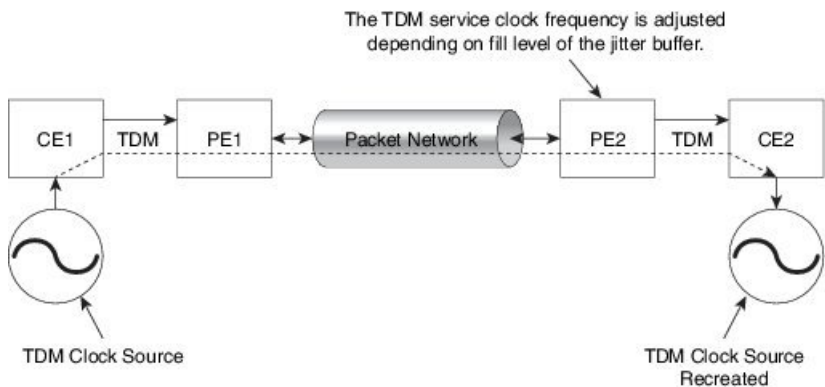 The TDM service clock frequency is adjusted
depending on fill level of the jitter buffer.
CE1
TDM
PE1
Packet Network
PE2
TDM
CE2
TDM Clock Source
TDM Clock Source
Recreated